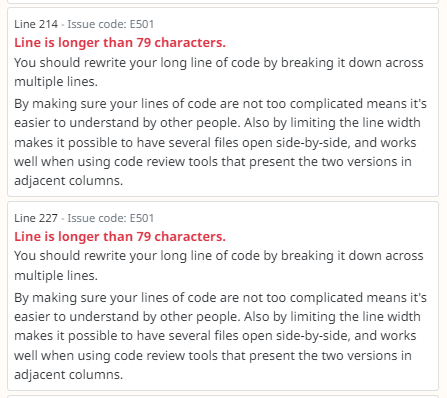 Line 214 - Issue code: E501
Line is longer than 79 characters.
You should rewrite your long line of code by breaking it down across
multiple lines.
By making sure your lines of code are not too complicated means it's
easier to understand by other people. Also by limiting the line width
makes it possible to have several files open side-by-side, and works
well when using code review tools that present the two versions in
adjacent columns.
Line 227 - Issue code: E501
Line is longer than 79 characters.
You should rewrite your long line of code by breaking it down across
multiple lines.
By making sure your lines of code are not too complicated means it's
easier to understand by other people. Also by limiting the line width
makes it possible to have several files open side-by-side, and works
well when using code review tools that present the two versions in
adjacent columns.